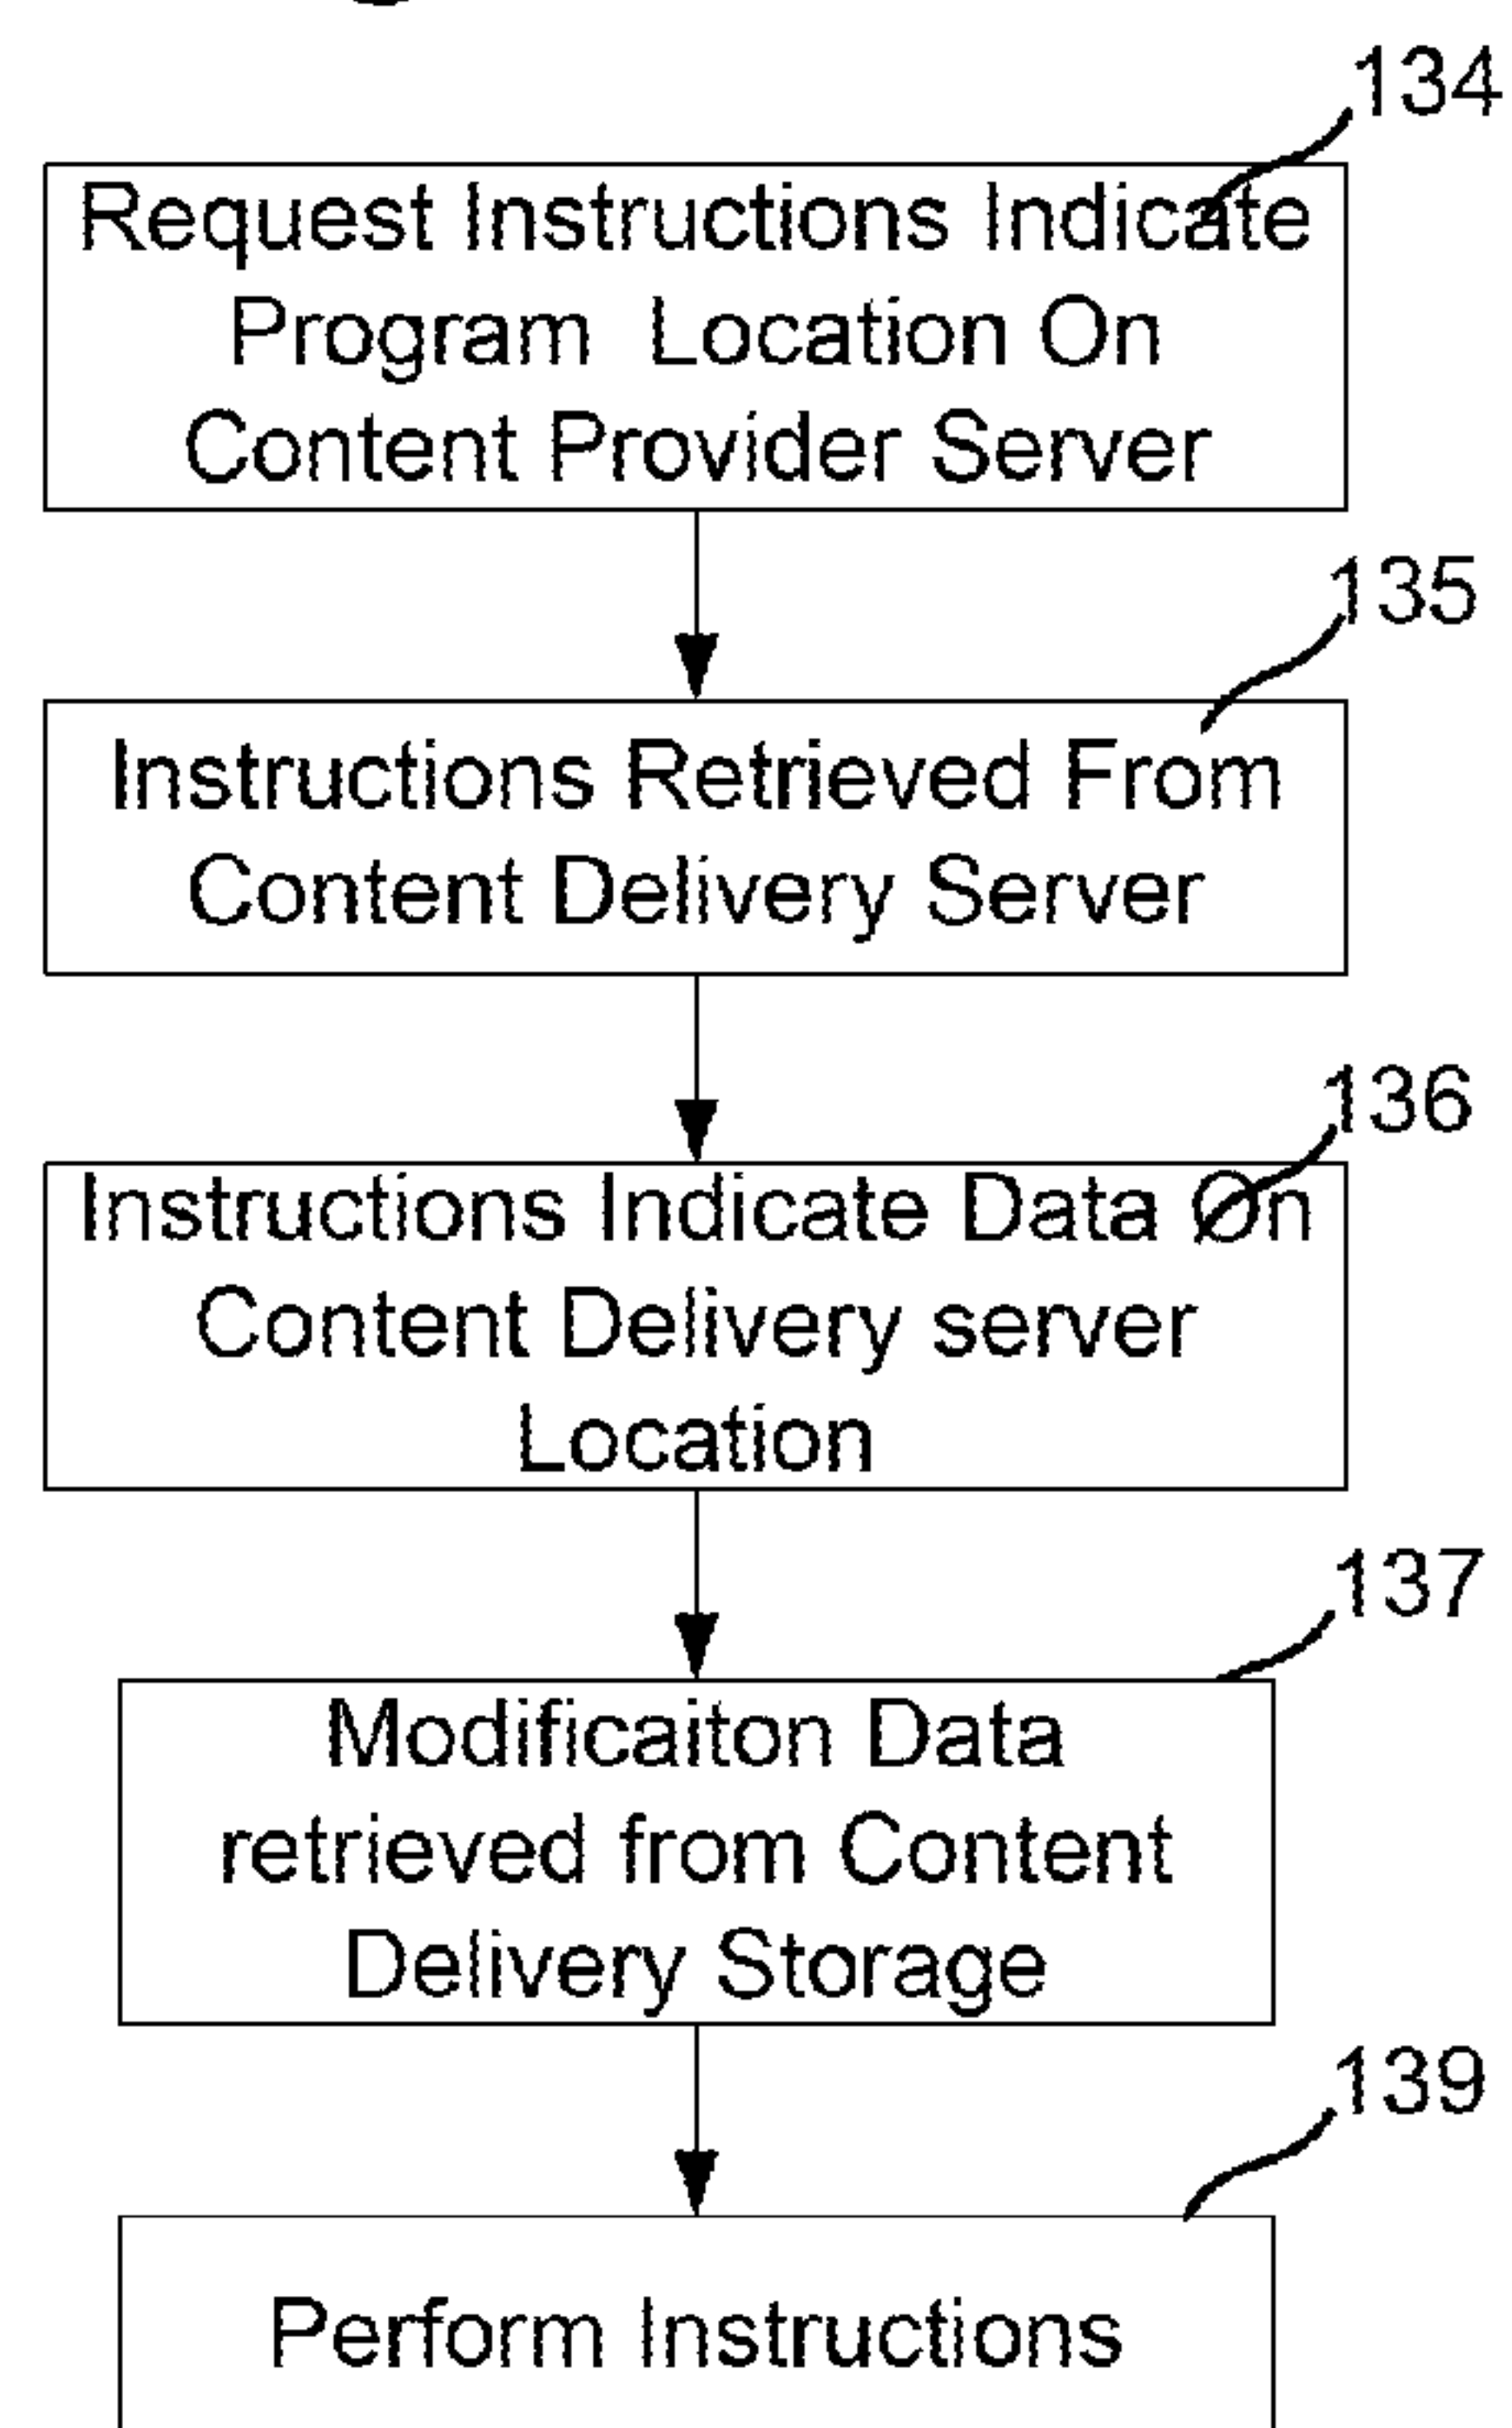 134
Request Instructions Indicate
Program Location On
Content Provider Server
135
Instructions Retrieved From
Content Delivery Server
136
Instructions Indicate Data On
Content Delivery server
Location
137
Modificaiton Data
retrieved from Content
Delivery Storage
139
Perform Instructions